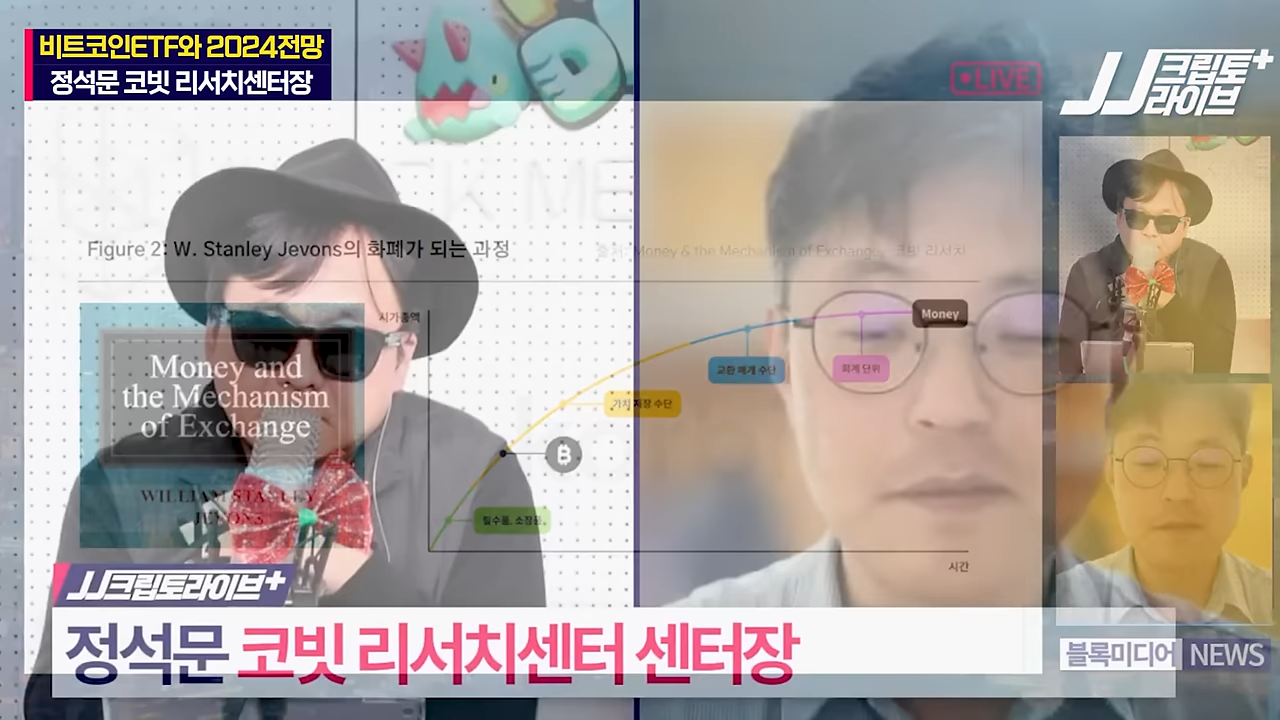 비트코인ETF와 2024전망
정석문 코빗 리서치센터장
LIVE
JJ크립토+
라이브
Figure 2: W. Stanley Jevons의 화폐가 되는 과정
출처: Money & the Mechanism of Exchange, 코빗 리서치
시가총액
Money
교환 매개 수단
회계 단위
가치 저장 수단
Money and
the Mechanism
of Exchange
WILLIAM STANLEY
JEVONS
수집품, 소장품,
시간
JJ크립토라이브+
정석문 코빗 리서치센터 센터장
블록미디어 NEWS